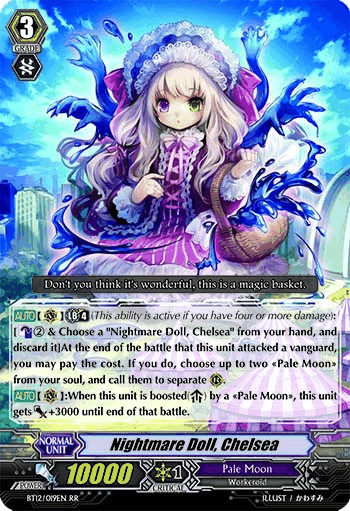 3
GRADE
Don't you think it's wonderful, this is a magic basket.
AUTO [ ] LB4 (This ability is active if you have four or more damage):
[ ② & Choose a "Nightmare Doll, Chelsea" from your hand, and
discard it]At the end of the battle that this unit attacked a vanguard,
you may pay the cost. If you do, choose up to two «Pale Moon»
from your soul, and call them to separate R.
AUTO [ ]:When this unit is boosted( ) by a «Pale Moon», this unit
gets +3000 until end of that battle.
NORMAL UNIT
Nightmare Doll, Chelsea
POWER 10000
1 CRITICAL
Pale Moon
Workeroid
BT12/019EN RR
ILLUST / かわすみ